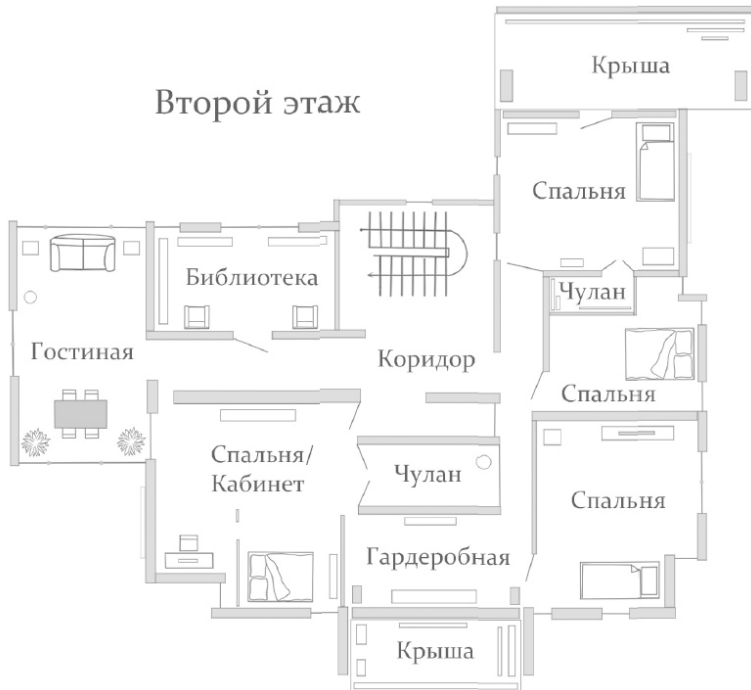 Крыша
Второй этаж
Спальня
Библиотека
Чулан
Гостиная
Коридор
Спальня
Спальня/
Кабинет
Чулан
Спальня
Гардеробная
Крыша